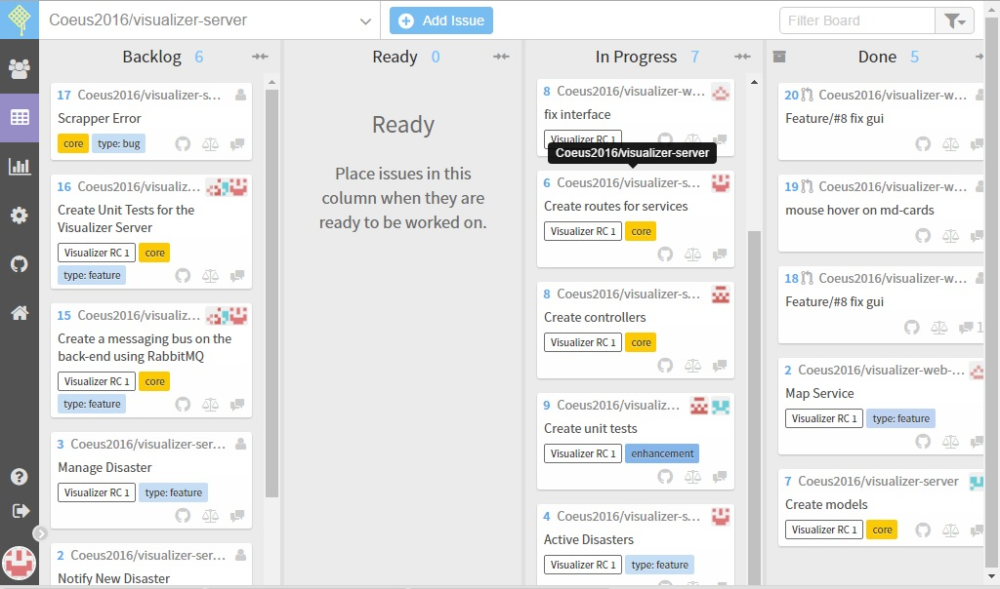 Coeus2016/visualizer-server
Add Issue
Filter Board
Backlog 6
17 Coeus2016/visualizer-s...
Scrapper Error
core type: bug
16 Coeus2016/visualiz...
Create Unit Tests for the
Visualizer Server
Visualizer RC 1 core
type: feature
15 Coeus2016/visualiz...
Create a messaging bus on the
back-end using RabbitMQ
Visualizer RC 1 core
type: feature
3 Coeus2016/visualizer-ser...
Manage Disaster
Visualizer RC 1 type: feature
2 Coeus2016/visualizer-ser...
Notify New Disaster
Ready 0
Ready
Place issues in this
column when they are
ready to be worked on.
In Progress 7
8 Coeus2016/visualizer-w...
fix interface
Visualizer RC 1
Coeus2016/visualizer-server
6 Coeus2016/visualizer-s...
Create routes for services
Visualizer RC 1 core
8 Coeus2016/visualizer-s...
Create controllers
Visualizer RC 1 core
9 Coeus2016/visualiz...
Create unit tests
Visualizer RC 1 enhancement
4 Coeus2016/visualizer-s...
Active Disasters
Visualizer RC 1 type: feature
Done 5
20 Coeus2016/visualizer-w...
Feature/#8 fix gui
19 Coeus2016/visualizer-w...
mouse hover on md-cards
18 Coeus2016/visualizer-w...
Feature/#8 fix gui
1
2 Coeus2016/visualizer-web-...
Map Service
Visualizer RC 1 type: feature
7 Coeus2016/visualizer-server
Create models
Visualizer RC 1 core